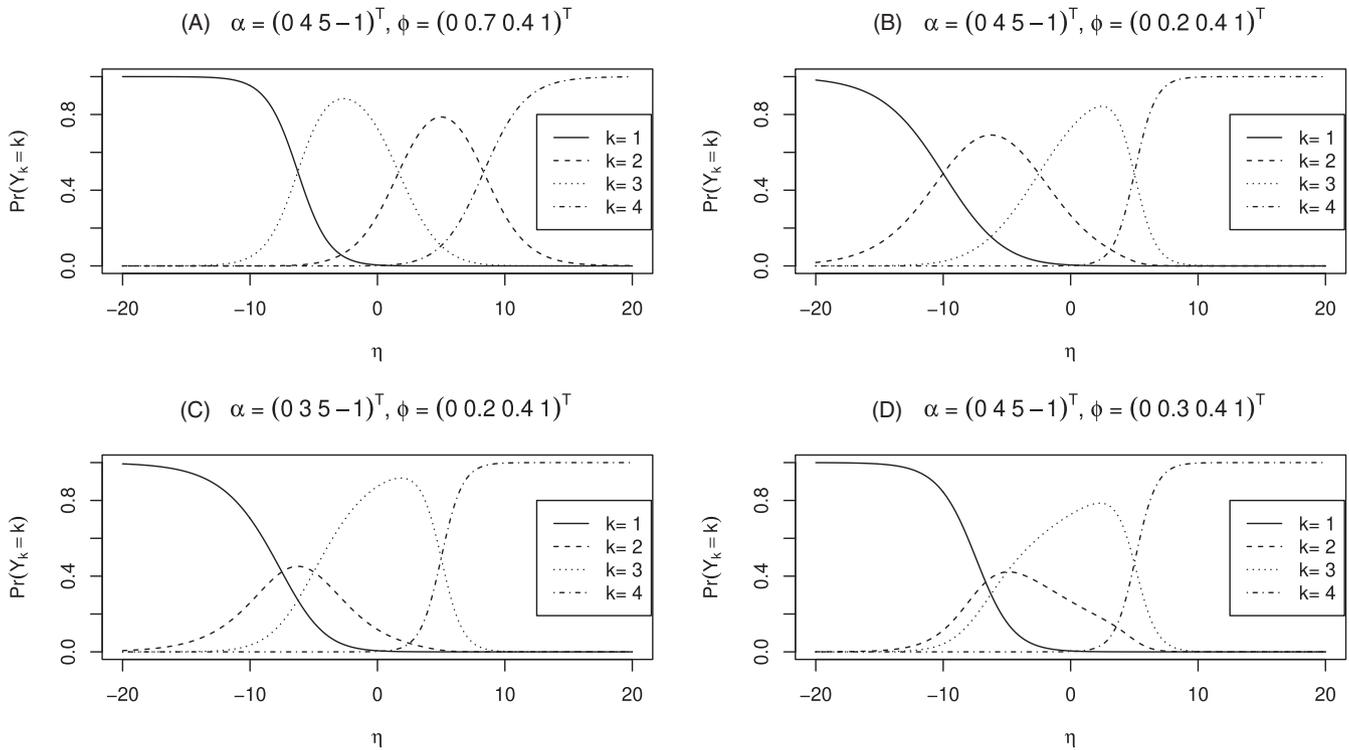 (A) α = (0 4 5 −1)ᵀ, ϕ = (0 0.7 0.4 1)ᵀ
Pr(Yₖ = k)
0.0 0.4 0.8
k= 1
k= 2
k= 3
k= 4
−20 −10 0 10 20
η
(B) α = (0 4 5 −1)ᵀ, ϕ = (0 0.2 0.4 1)ᵀ
Pr(Yₖ = k)
0.0 0.4 0.8
k= 1
k= 2
k= 3
k= 4
−20 −10 0 10 20
η
(C) α = (0 3 5 −1)ᵀ, ϕ = (0 0.2 0.4 1)ᵀ
Pr(Yₖ = k)
0.0 0.4 0.8
k= 1
k= 2
k= 3
k= 4
−20 −10 0 10 20
η
(D) α = (0 4 5 −1)ᵀ, ϕ = (0 0.3 0.4 1)ᵀ
Pr(Yₖ = k)
0.0 0.4 0.8
k= 1
k= 2
k= 3
k= 4
−20 −10 0 10 20
η